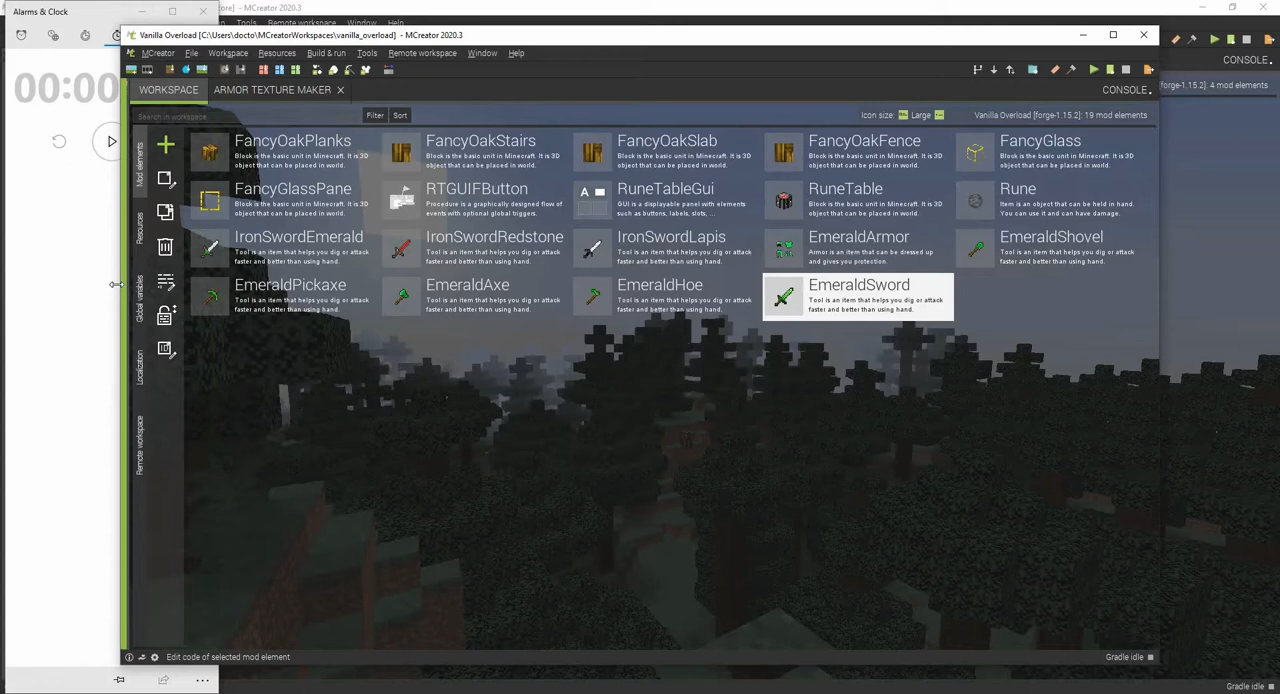 Alarms & Clock
ore] - MCreator 2020.3
Tools Remote workspace Window Help
Vanilla Overload [C:\Users\docto\MCreatorWorkspaces\vanilla_overload] - MCreator 2020.3
MCreator File Workspace Resources Build & run Tools Remote workspace Window Help
WORKSPACE ARMOR TEXTURE MAKER CONSOLE
CONSOLE
00:00
Search in workspace Filter Sort Icon size: Large Vanilla Overload [forge-1.15.2]: 19 mod elements
[forge-1.15.2]: 4 mod elements
Mod elements
Resources
Global variables
Localization
Remote workspace
FancyOakPlanks
Block is the basic unit in Minecraft. It is 3D
object that can be placed in world.
FancyOakStairs
Block is the basic unit in Minecraft. It is 3D
object that can be placed in world.
FancyOakSlab
Block is the basic unit in Minecraft. It is 3D
object that can be placed in world.
FancyOakFence
Block is the basic unit in Minecraft. It is 3D
object that can be placed in world.
FancyGlass
Block is the basic unit in Minecraft. It is 3D
object that can be placed in world.
FancyGlassPane
Block is the basic unit in Minecraft. It is 3D
object that can be placed in world.
RTGUIFButton
Procedure is a graphically designed flow of
events with optional global triggers.
RuneTableGui
GUI is a displayable panel with elements
such as buttons, labels, slots, ...
RuneTable
Block is the basic unit in Minecraft. It is 3D
object that can be placed in world.
Rune
Item is an object that can be held in hand.
You can use it and can have damage.
IronSwordEmerald
Tool is an item that helps you dig or attack
faster and better than using hand.
IronSwordRedstone
Tool is an item that helps you dig or attack
faster and better than using hand.
IronSwordLapis
Tool is an item that helps you dig or attack
faster and better than using hand.
EmeraldArmor
Armor is an item that can be dressed up
and gives you protection.
EmeraldShovel
Tool is an item that helps you dig or attack
faster and better than using hand.
EmeraldPickaxe
Tool is an item that helps you dig or attack
faster and better than using hand.
EmeraldAxe
Tool is an item that helps you dig or attack
faster and better than using hand.
EmeraldHoe
Tool is an item that helps you dig or attack
faster and better than using hand.
EmeraldSword
Tool is an item that helps you dig or attack
faster and better than using hand.
Edit code of selected mod element Gradle idle
Gradle idle